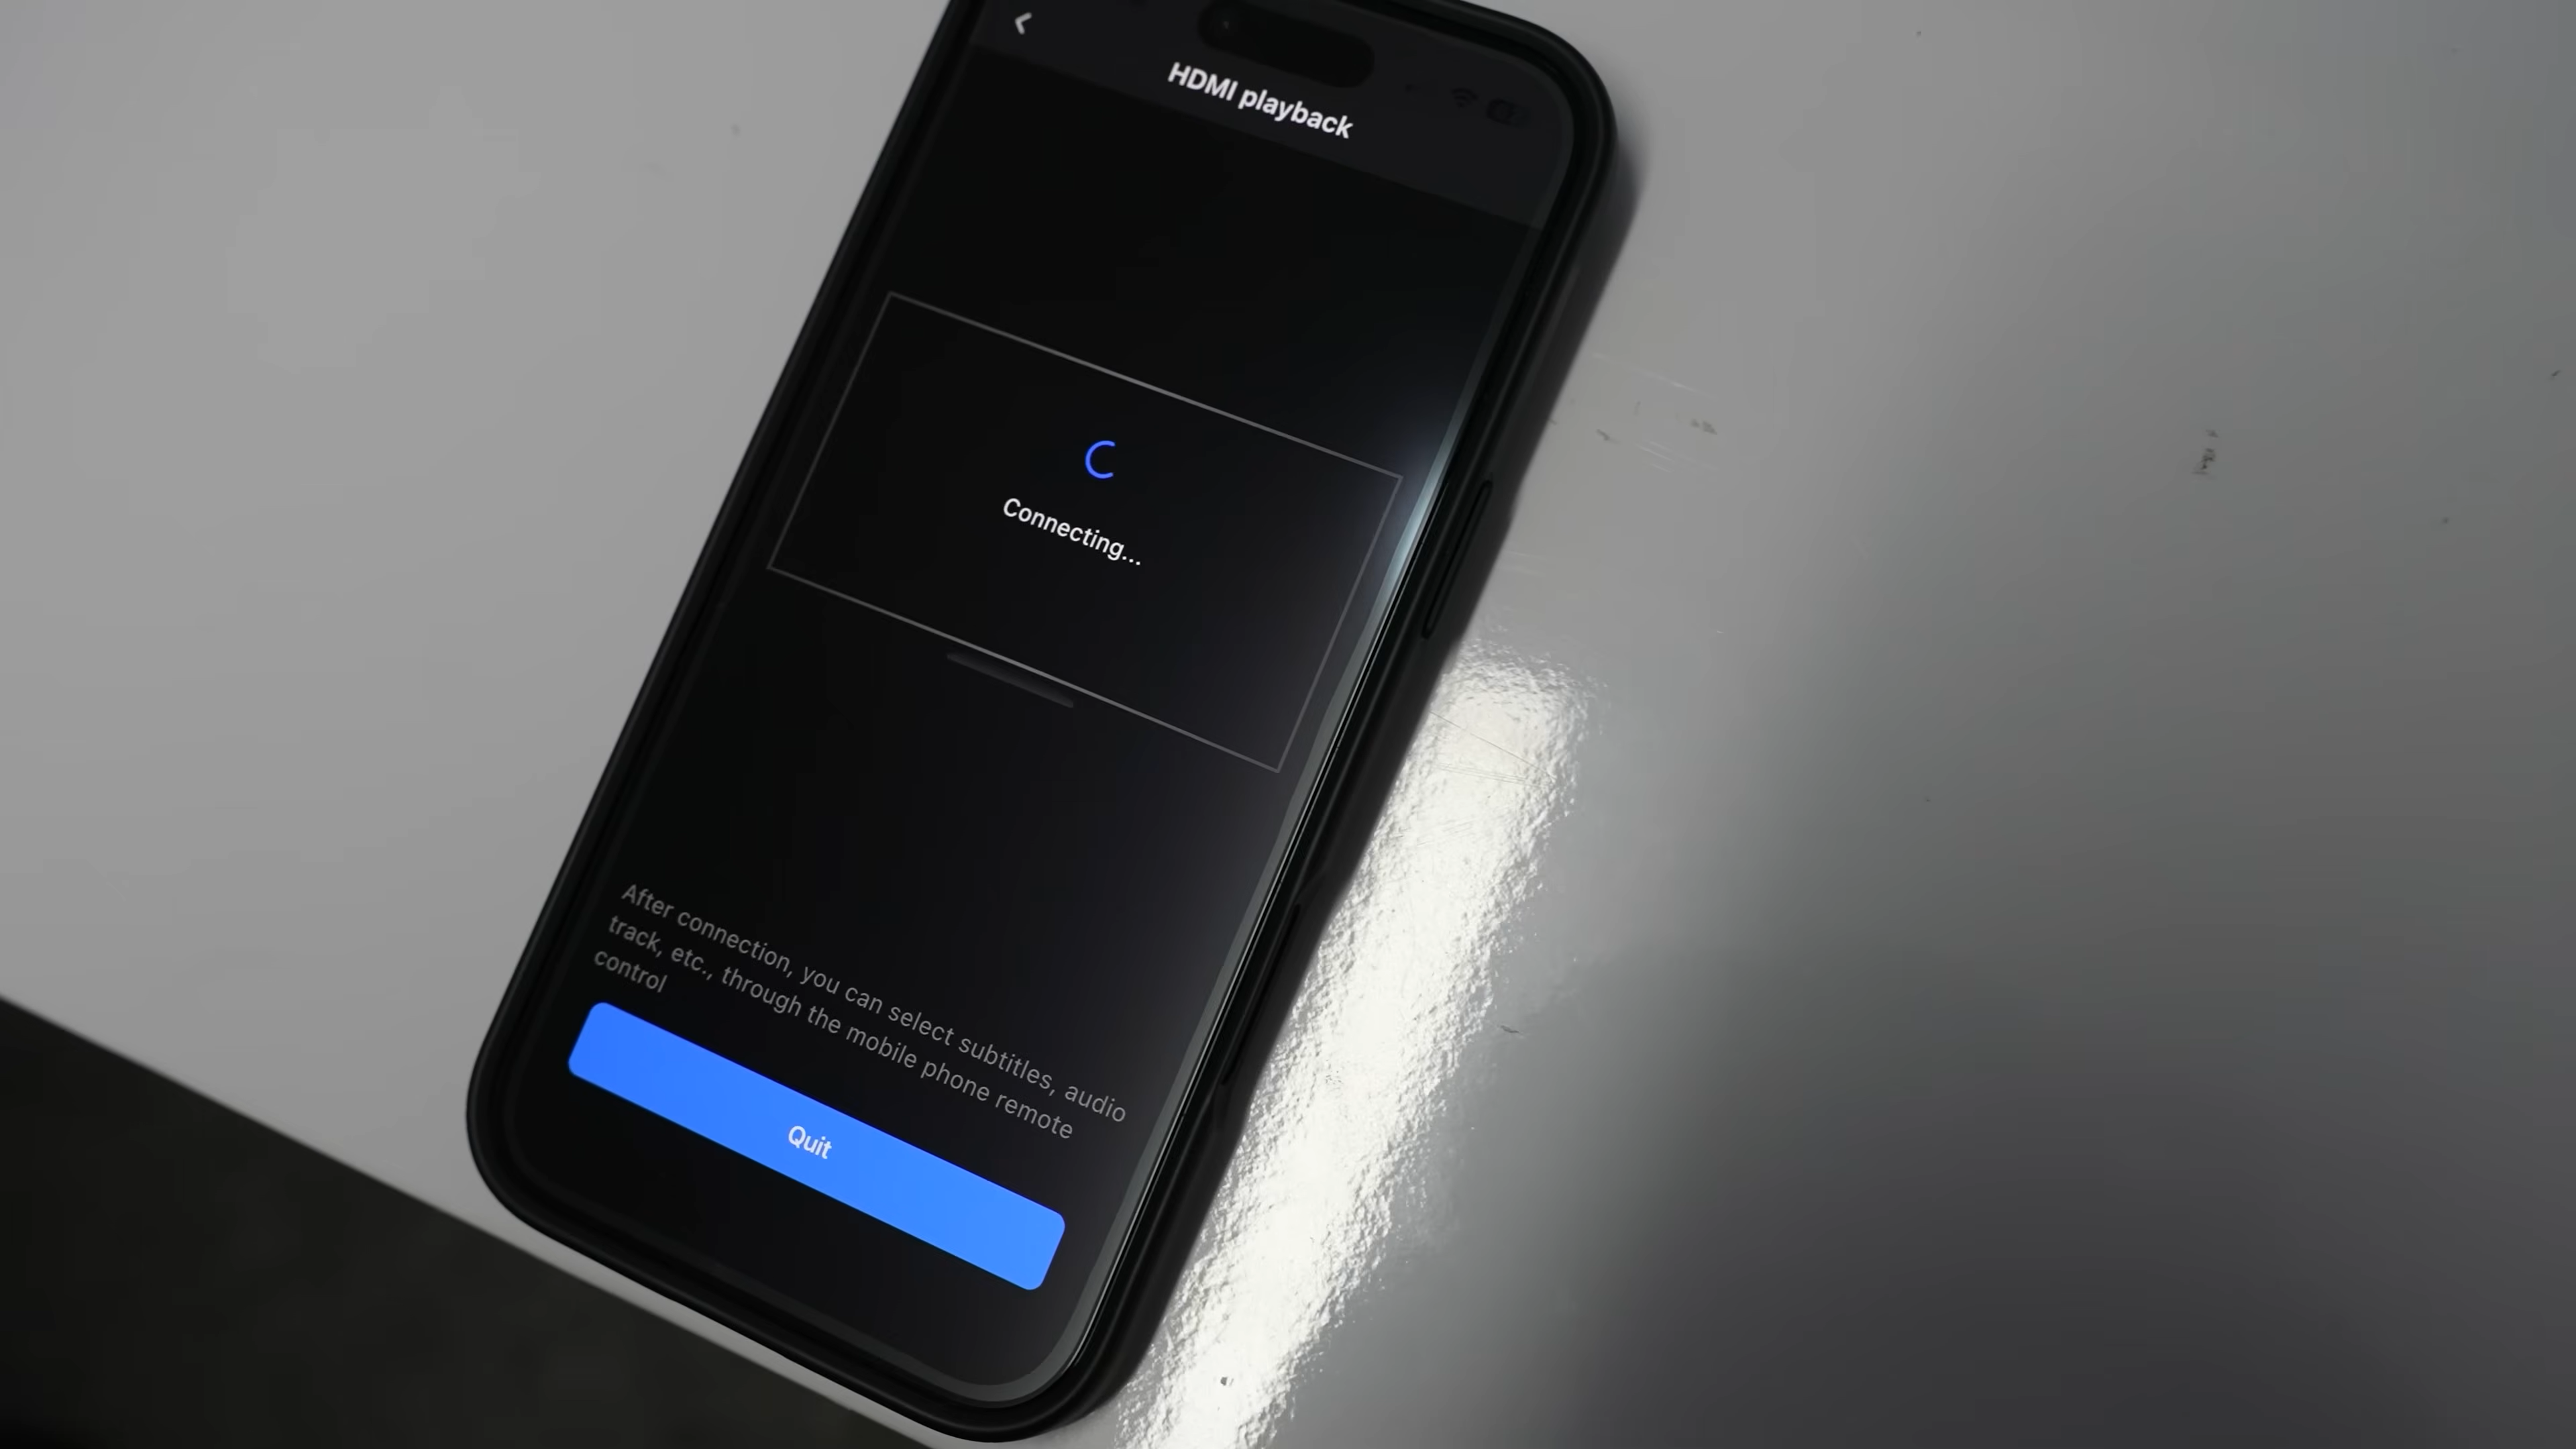 HDMI playback
Connecting...
After connection, you can select subtitles, audio
track, etc., through the mobile phone remote
control
Quit